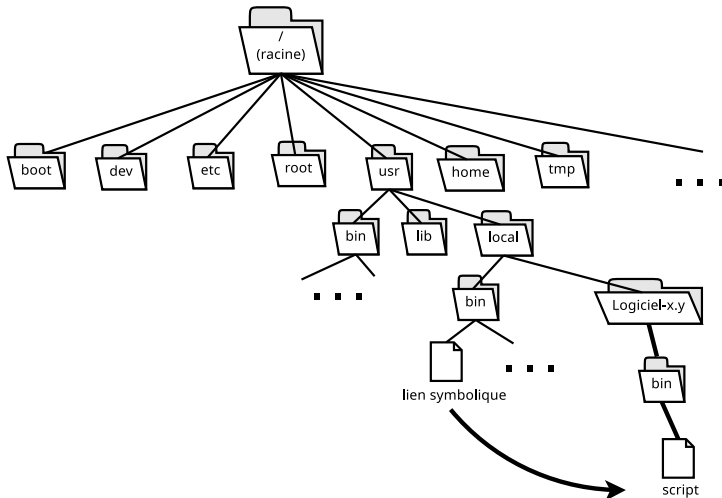 /
(racine)
boot
dev
etc
root
usr
home
tmp
. . .
bin
lib
local
. . .
bin
Logiciel-x.y
. . .
bin
lien symbolique
script